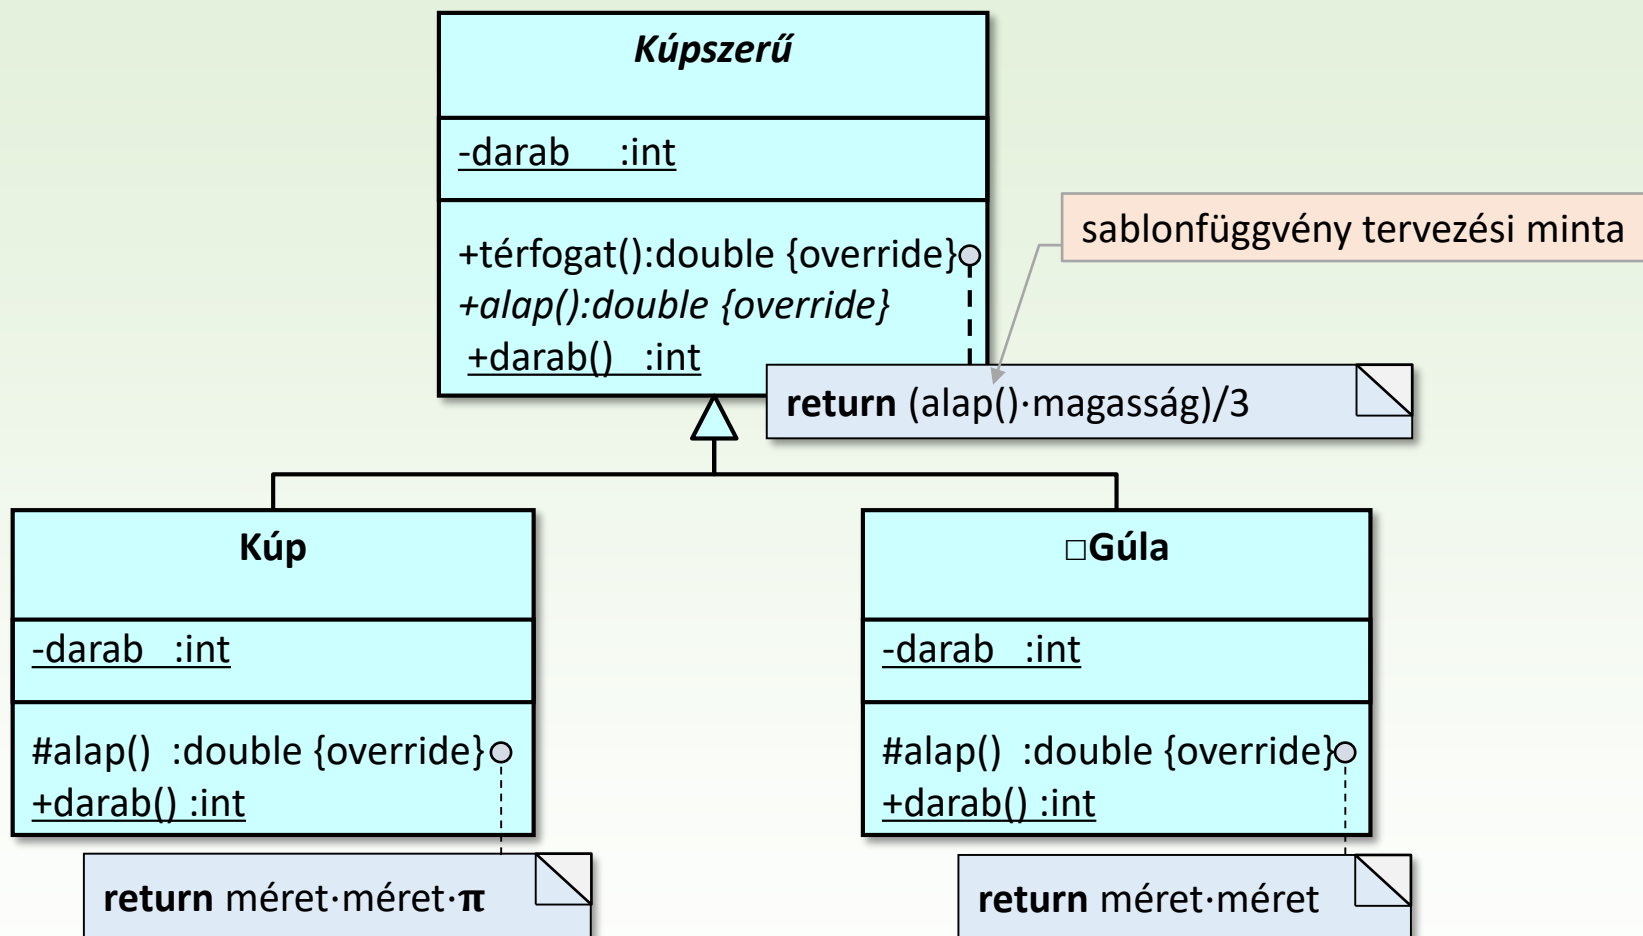 Kúpszerű
-darab :int
sablonfüggvény tervezési minta
+térfogat():double {override}
+alap():double {override}
+darab() :int
return (alap()·magasság)/3
Kúp
-darab :int
#alap() :double {override}
+darab() :int
return méret·méret·π
□Gúla
-darab :int
#alap() :double {override}
+darab() :int
return méret·méret